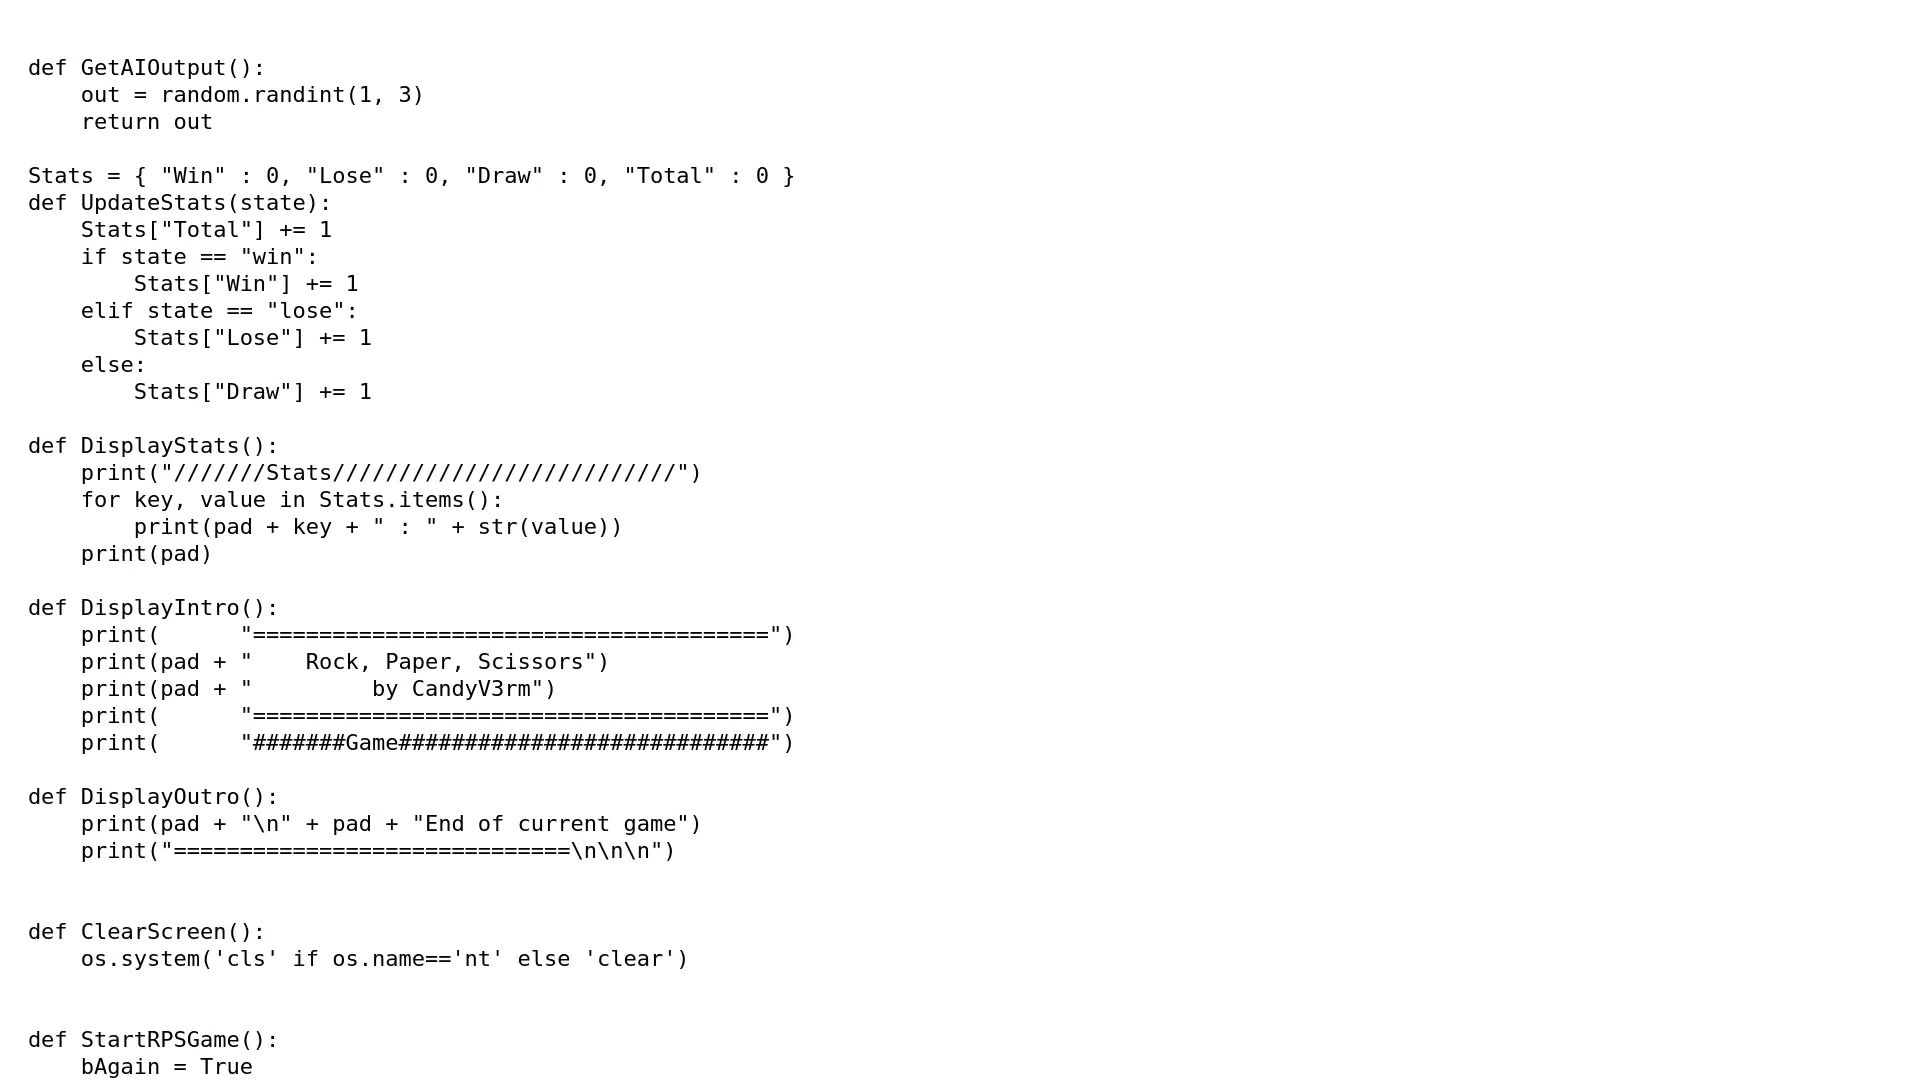 def GetAIOutput():
    out = random.randint(1, 3)
    return out

Stats = { "Win" : 0, "Lose" : 0, "Draw" : 0, "Total" : 0 }
def UpdateStats(state):
    Stats["Total"] += 1
    if state == "win":
        Stats["Win"] += 1
    elif state == "lose":
        Stats["Lose"] += 1
    else:
        Stats["Draw"] += 1

def DisplayStats():
    print("///////Stats//////////////////////////")
    for key, value in Stats.items():
        print(pad + key + " : " + str(value))
    print(pad)

def DisplayIntro():
    print(      "=======================================")
    print(pad + "    Rock, Paper, Scissors")
    print(pad + "         by CandyV3rm")
    print(      "=======================================")
    print(      "#######Game############################")

def DisplayOutro():
    print(pad + "\n" + pad + "End of current game")
    print("==============================\n\n\n")


def ClearScreen():
    os.system('cls' if os.name=='nt' else 'clear')


def StartRPSGame():
    bAgain = True